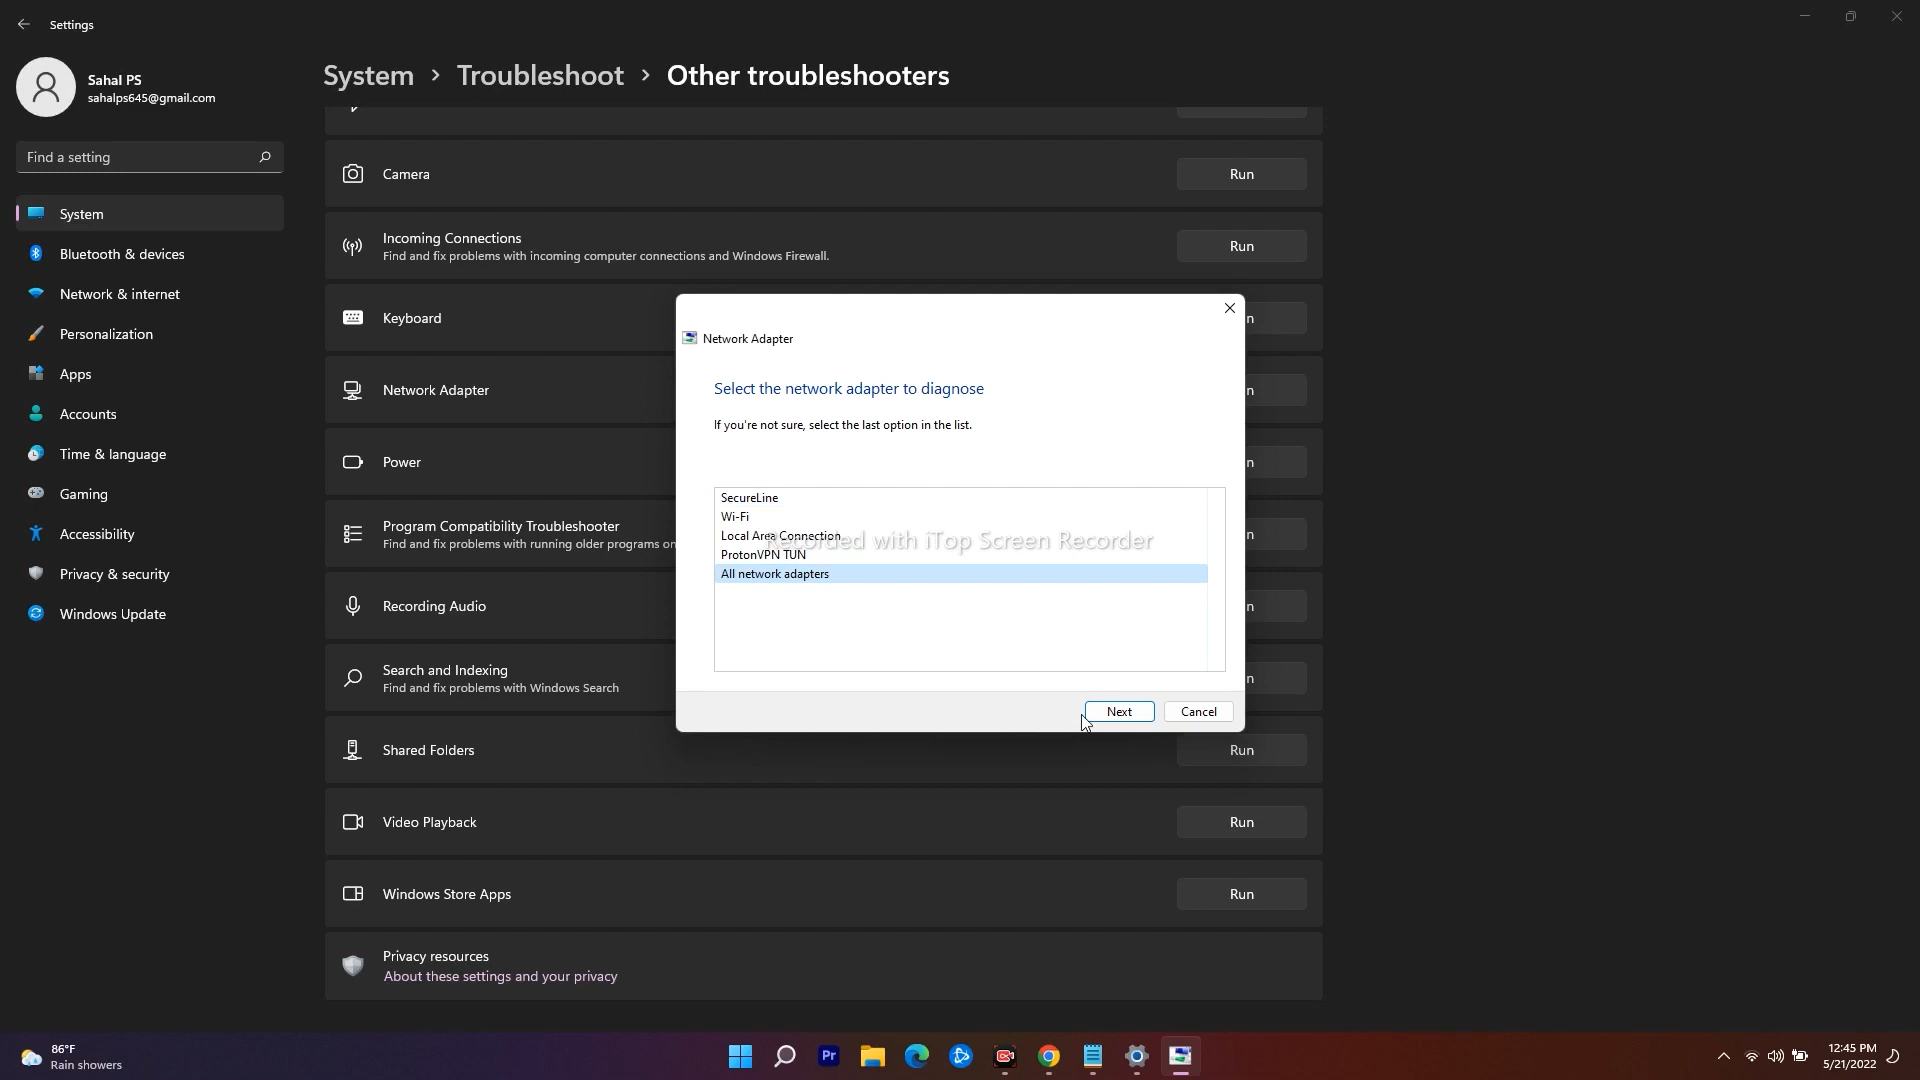 Settings
Sahal PS
sahalps645@gmail.com
Find a setting
System
Bluetooth & devices
Network & internet
Personalization
Apps
Accounts
Time & language
Gaming
Accessibility
Privacy & security
Windows Update
System > Troubleshoot > Other troubleshooters
Camera
Run
Incoming Connections
Find and fix problems with incoming computer connections and Windows Firewall.
Run
Keyboard
n
Network Adapter
n
Power
n
Program Compatibility Troubleshooter
Find and fix problems with running older programs on
n
Recording Audio
n
Search and Indexing
Find and fix problems with Windows Search
n
Shared Folders
Run
Video Playback
Run
Windows Store Apps
Run
Privacy resources
About these settings and your privacy
Network Adapter
Select the network adapter to diagnose
If you're not sure, select the last option in the list.
SecureLine
Wi-Fi
Local Area Connection
Recorded with iTop Screen Recorder
ProtonVPN TUN
All network adapters
Next
Cancel
86°F
Rain showers
Pr
12:45 PM
5/21/2022